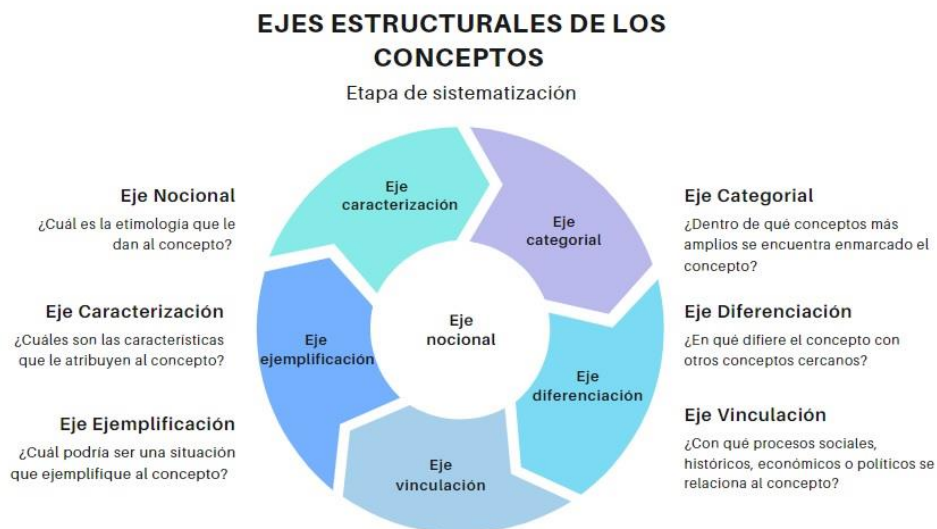 EJES ESTRUCTURALES DE LOS
CONCEPTOS
Etapa de sistematización
Eje Nocional
¿Cuál es la etimología que le
dan al concepto?
Eje Caracterización
¿Cuáles son las características
que le atribuyen al concepto?
Eje Ejemplificación
¿Cuál podría ser una situación
que ejemplifique al concepto?
Eje
caracterización
Eje
categorial
Eje
nocional
Eje
ejemplificación
Eje
diferenciación
Eje
vinculación
Eje Categorial
¿Dentro de qué conceptos más
amplios se encuentra enmarcado el
concepto?
Eje Diferenciación
¿En qué difiere el concepto con
otros conceptos cercanos?
Eje Vinculación
¿Con qué procesos sociales,
históricos, económicos o políticos se
relaciona al concepto?